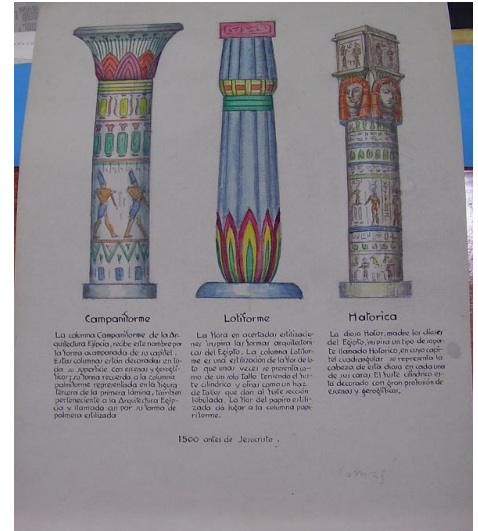 Campaniforme
La columna Campaniforme de la Ar-
quitectura Egipcia, recibe este nombre por
la forma acampanada de su capitel.
Estas columnas están decoradas en to-
da su superficie con escenas y geroglí-
ficos; su forma recuerda a la columna
palmiforme representada en la figura
tercera de la primera lámina, también
perteneciente a la Arquitectura Egip-
cia y llamada así por su forma de
palmera estilizada
Lotiforme
La flora en acertadas estilizacio-
nes inspira las formas arquitectóni-
cas del Egipto. La columna Lotifor-
me es una estilización de la flor de lo-
to que unas veces se presenta co-
mo de un solo tallo teniendo el fus-
te cilíndrico y otras como un haz
de tallos que dan al fuste sección
lobulada. La flor del papiro estili-
zada da lugar a la columna papi-
riforme.
Hatorica
La diosa Hator, madre los dioses
del Egipto, inspira un tipo de sopor-
te llamado Hatorico, en cuyo capi-
tel cuadrangular se representa la
cabeza de esta diosa en cada una
de sus caras. El fuste cilíndrico es-
ta decorado con gran profusión de
escenas y geroglíficos.
1500 antes de Jesucristo.